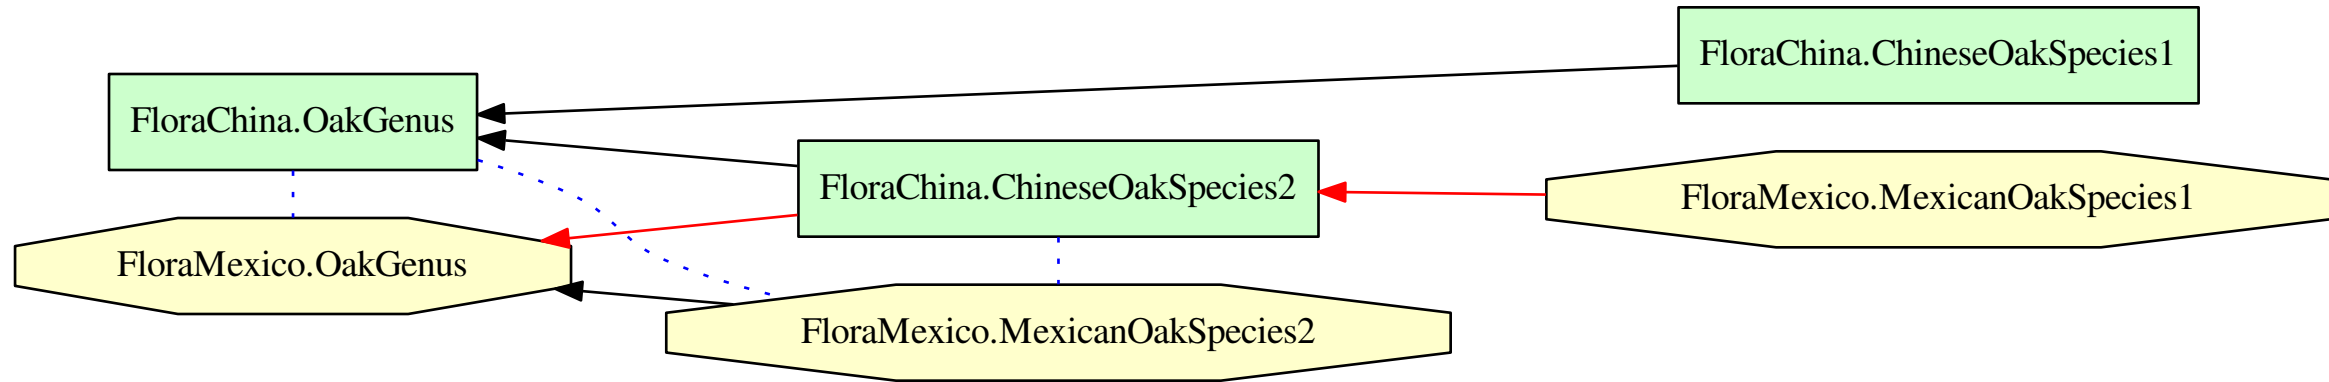 FloraChina.ChineseOakSpecies1
FloraChina.OakGenus
FloraChina.ChineseOakSpecies2
FloraMexico.MexicanOakSpecies1
FloraMexico.OakGenus
FloraMexico.MexicanOakSpecies2